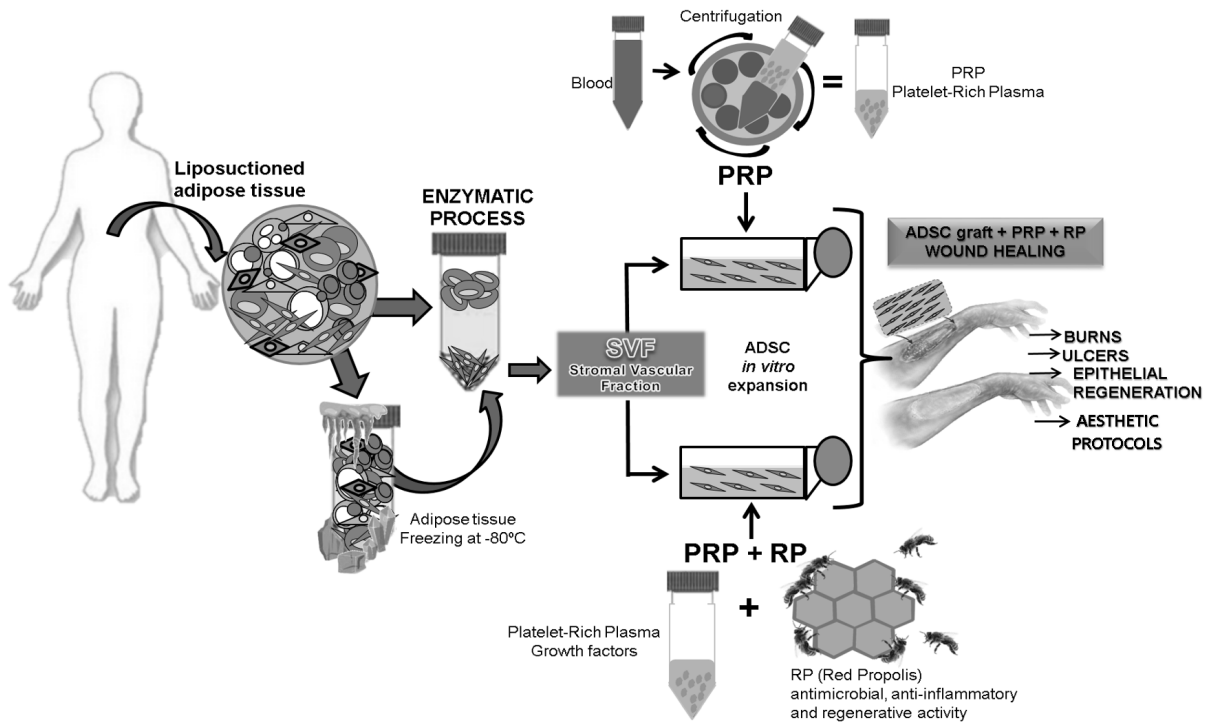 Centrifugation
Blood
=
PRP
Platelet-Rich Plasma
PRP
Liposuctioned
adipose tissue
ENZYMATIC
PROCESS
SVF
Stromal Vascular
Fraction
ADSC
in vitro
expansion
ADSC graft + PRP + RP
WOUND HEALING
BURNS
ULCERS
EPITHELIAL
REGENERATION
AESTHETIC
PROTOCOLS
Adipose tissue
Freezing at -80ºC
PRP + RP
Platelet-Rich Plasma
Growth factors
+
RP (Red Propolis)
antimicrobial, anti-inflammatory
and regenerative activity